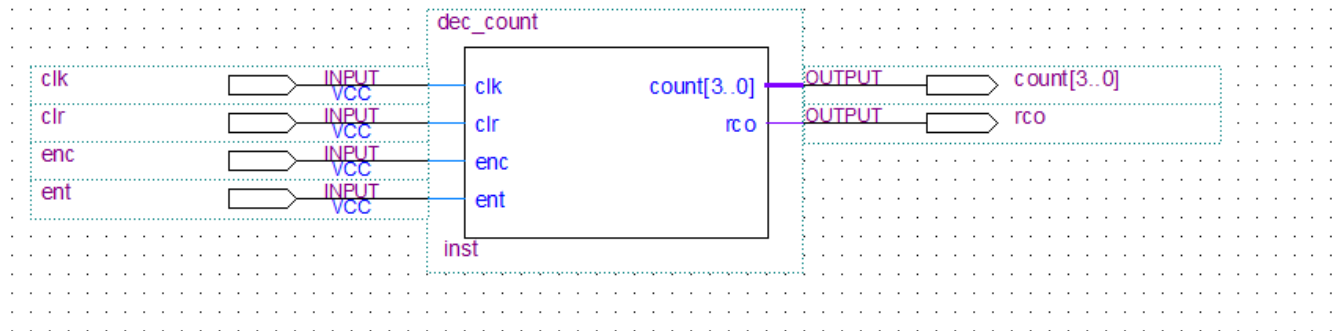 dec_count
clk INPUT VCC clk count[3..0] OUTPUT count[3..0]
clr INPUT VCC clr rco OUTPUT rco
enc INPUT VCC enc
ent INPUT VCC ent
inst